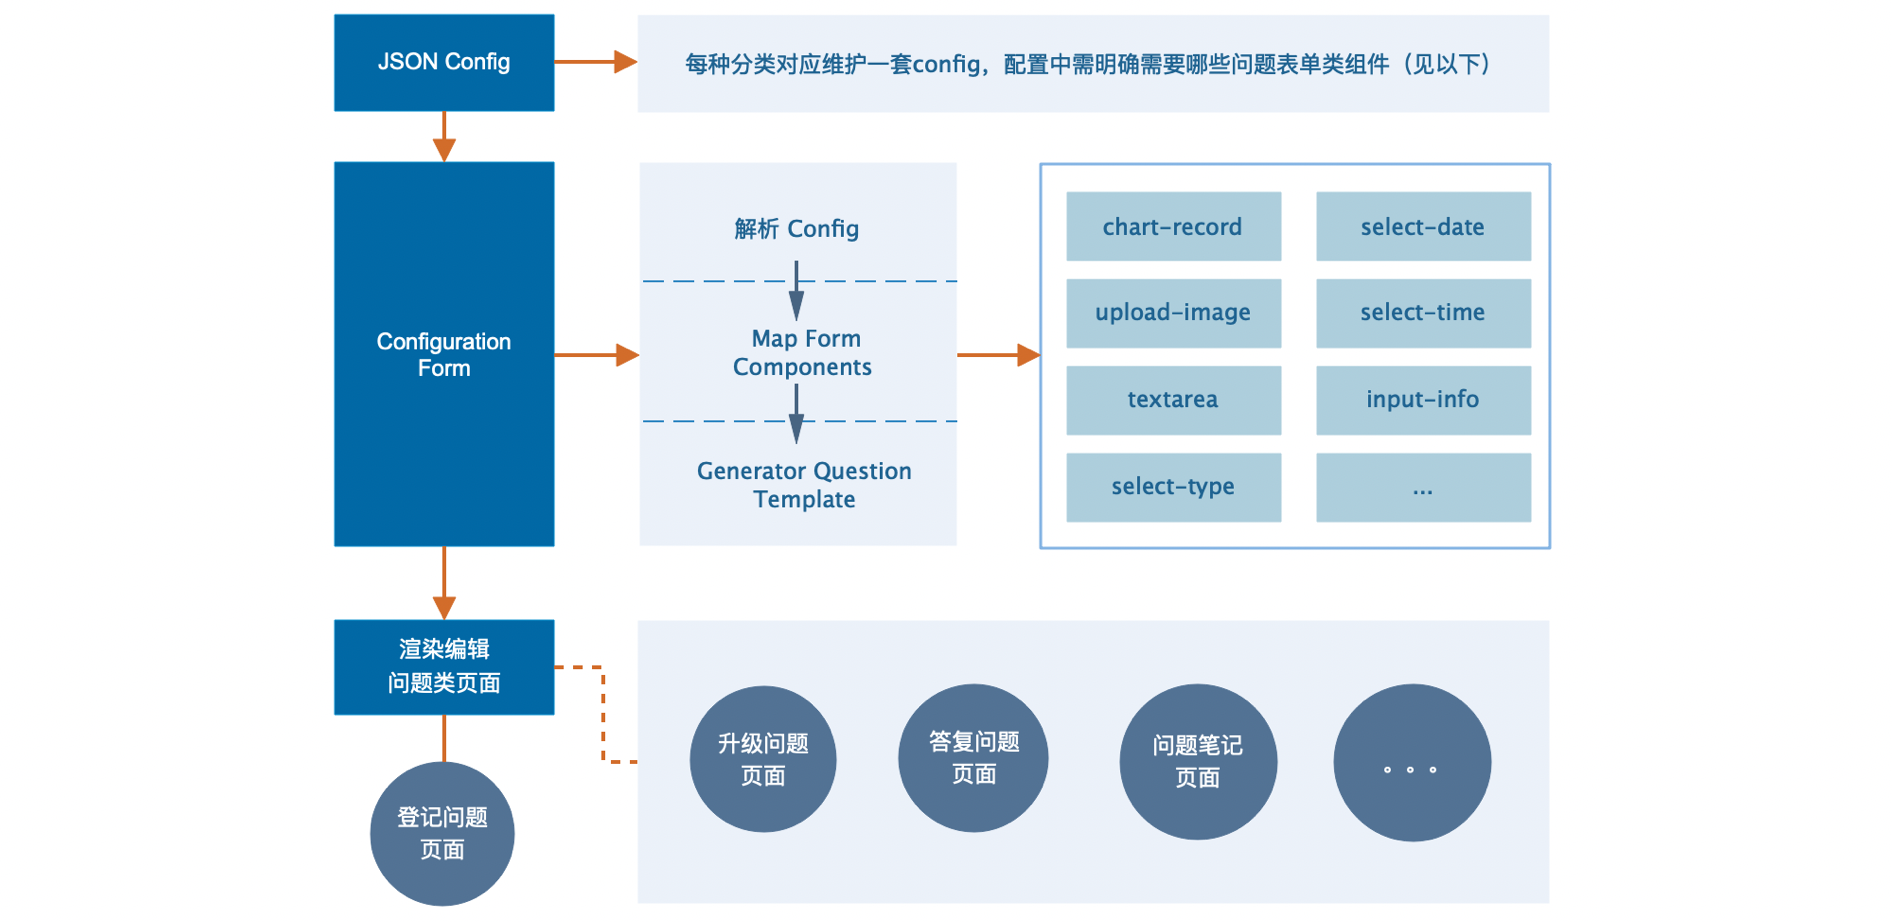 JSON Config
每种分类对应维护一套config，配置中需明确需要哪些问题表单类组件（见以下）
Configuration
Form
解析 Config
Map Form
Components
Generator Question
Template
chart-record
select-date
upload-image
select-time
textarea
input-info
select-type
...
渲染编辑
问题类页面
登记问题
页面
升级问题
页面
答复问题
页面
问题笔记
页面
。。。